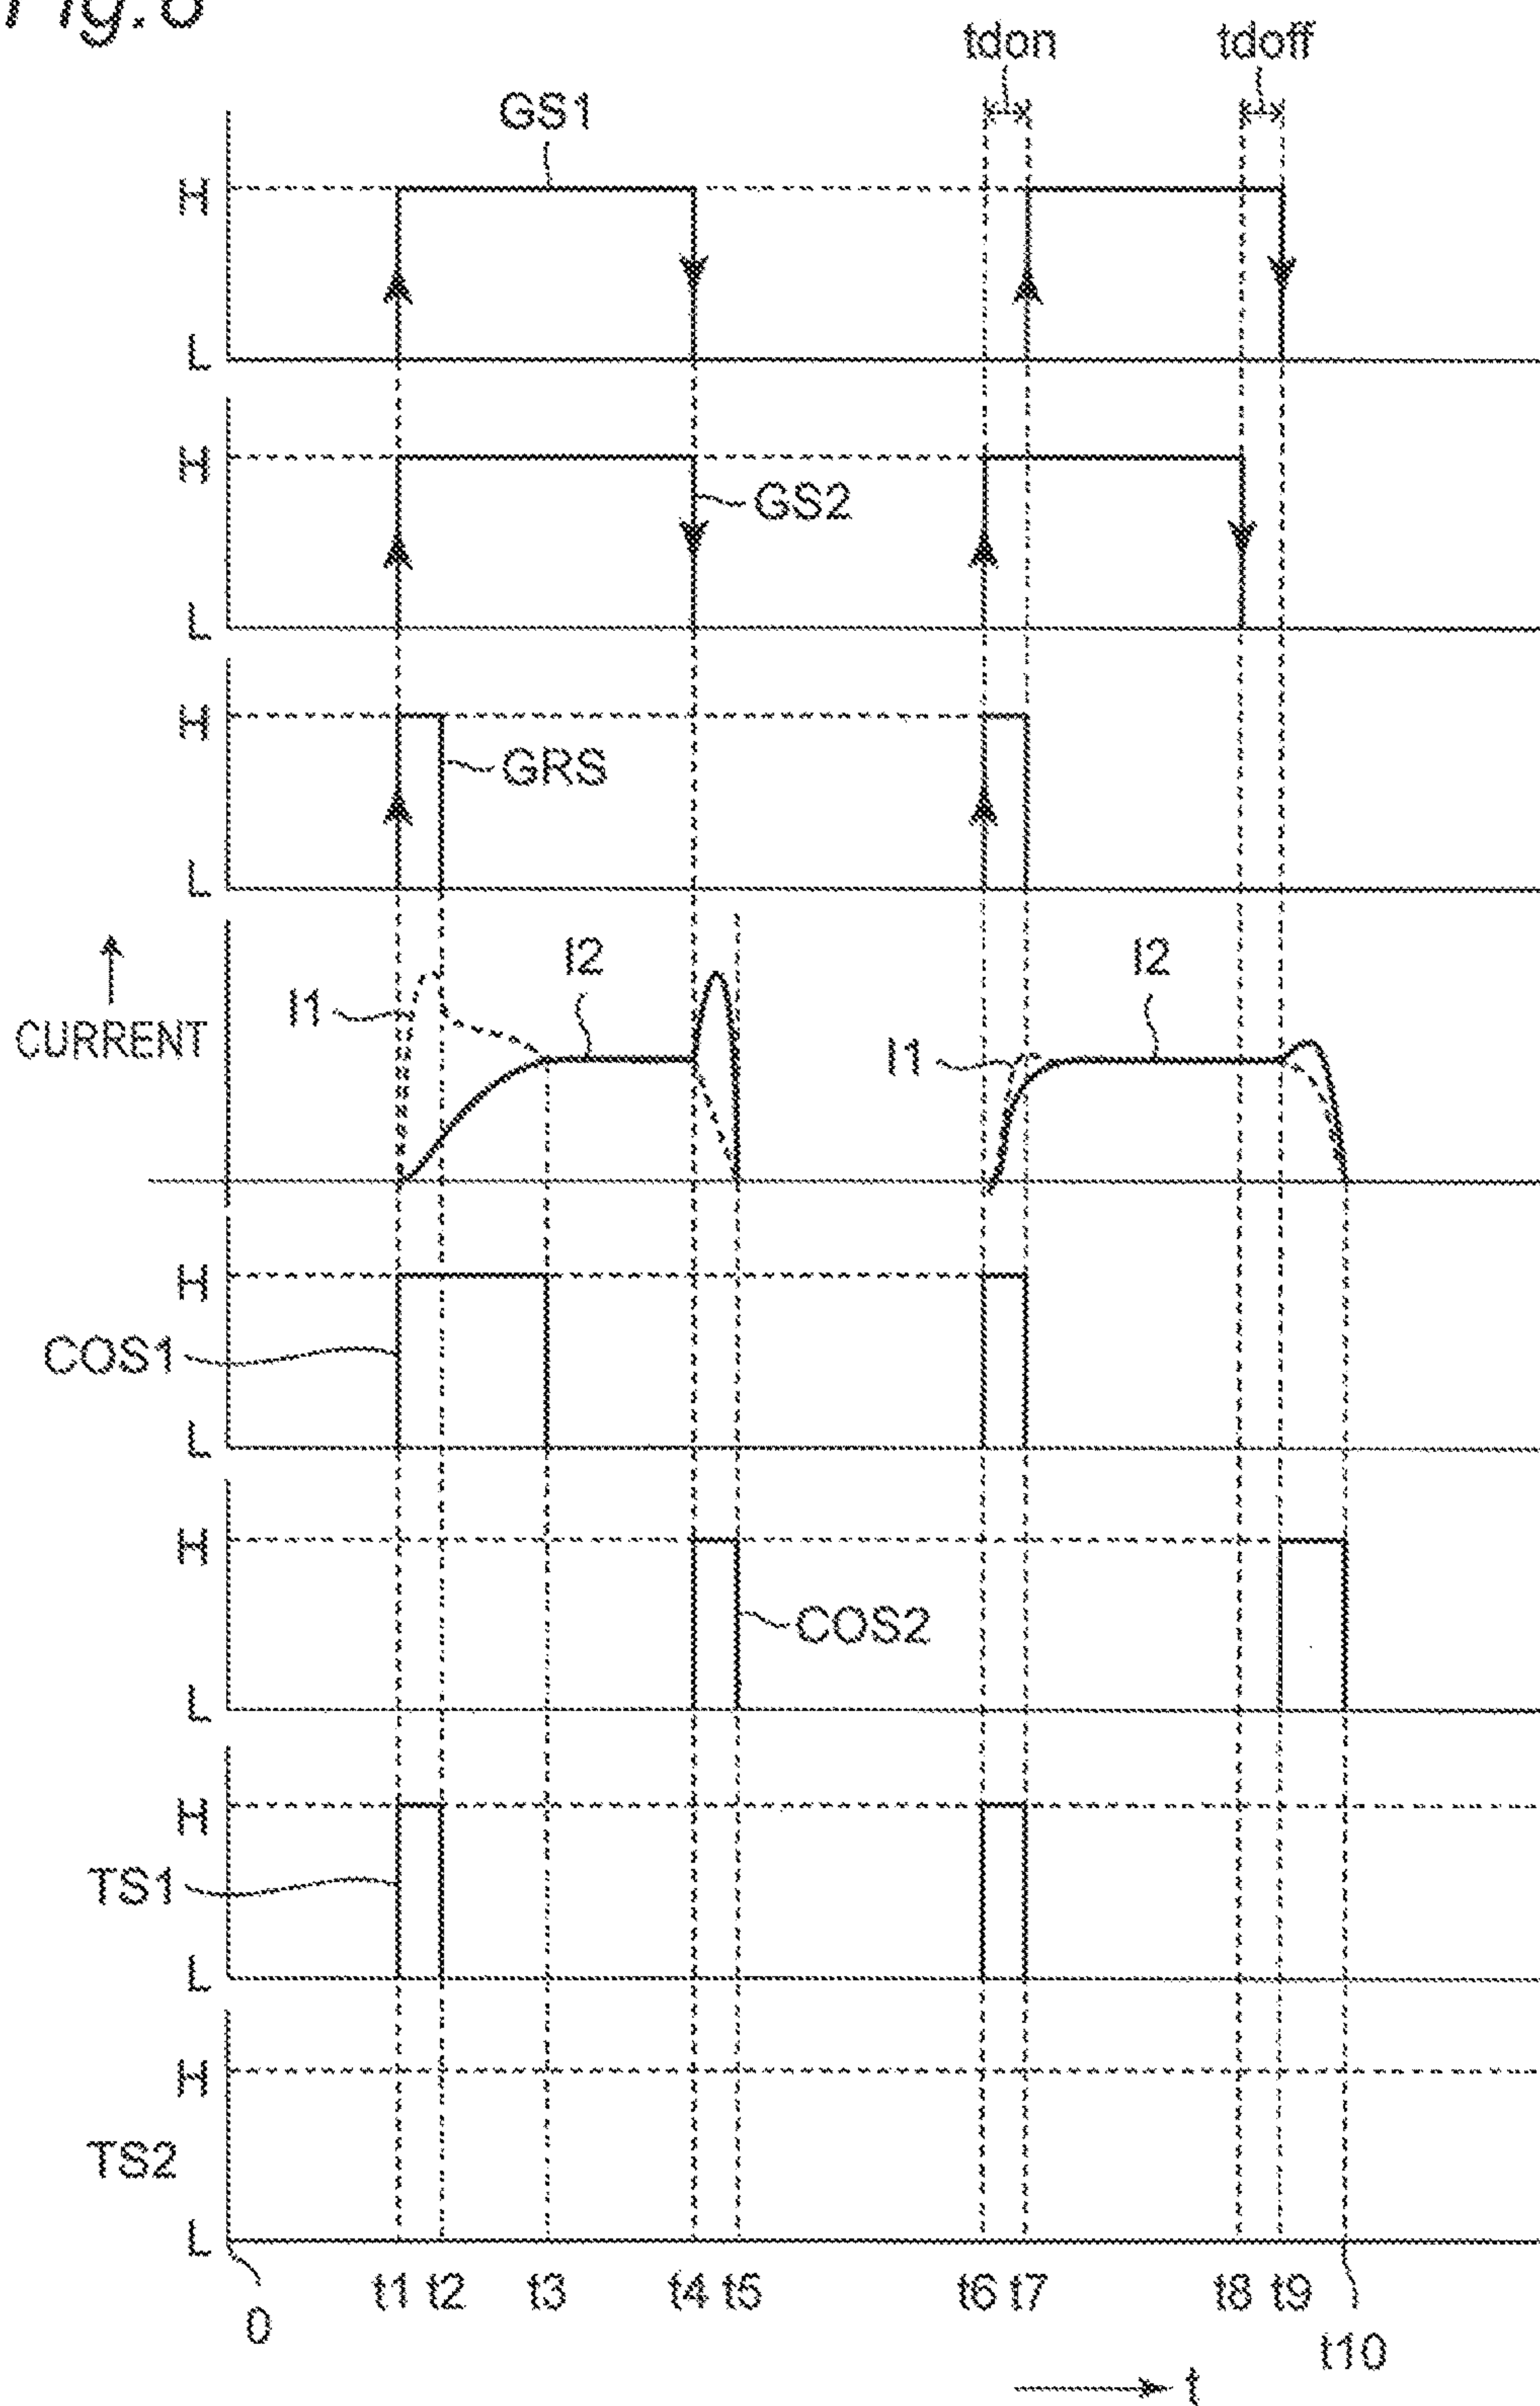 tdon tdoff
GS1
H
L
H
GS2
L
H
GRS
L
CURRENT
I1
I2
I1
I2
H
COS1
L
H
COS2
L
H
TS1
L
H
TS2
L
0
t1 t2 t3 t4 t5 t6 t7 t8 t9
t10
t